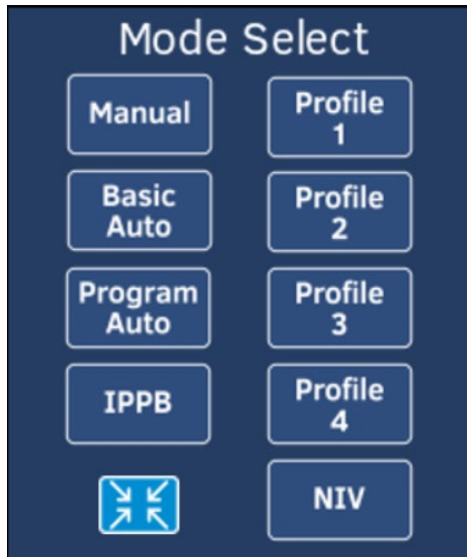 Mode Select
Manual
Profile
1
Basic
Auto
Profile
2
Program
Auto
Profile
3
IPPB
Profile
4
NIV